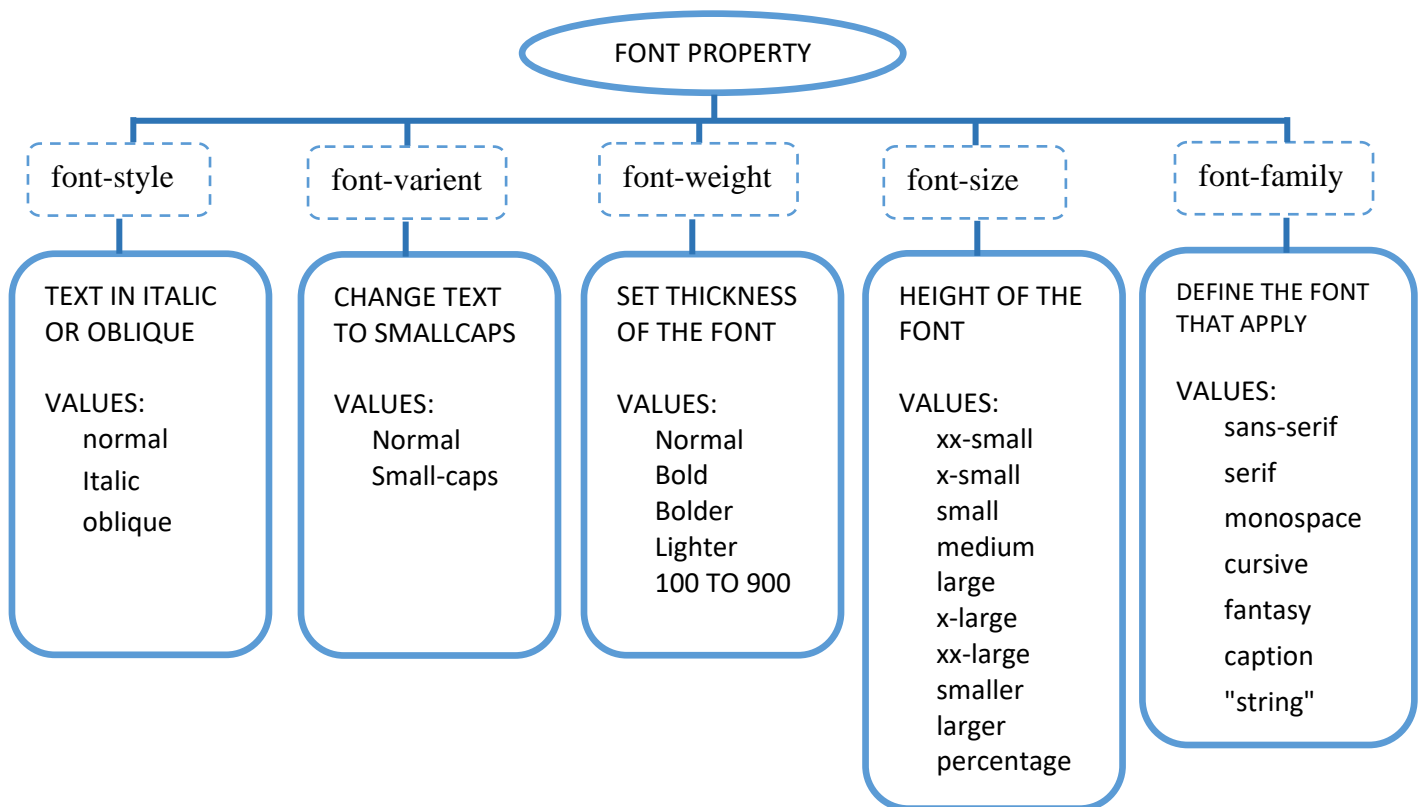 FONT PROPERTY
font-style
font-varient
font-weight
font-size
font-family
TEXT IN ITALIC
OR OBLIQUE
VALUES:
normal
Italic
oblique
CHANGE TEXT
TO SMALLCAPS
VALUES:
Normal
Small-caps
SET THICKNESS
OF THE FONT
VALUES:
Normal
Bold
Bolder
Lighter
100 TO 900
HEIGHT OF THE
FONT
VALUES:
xx-small
x-small
small
medium
large
x-large
xx-large
smaller
larger
percentage
DEFINE THE FONT
THAT APPLY
VALUES:
sans-serif
serif
monospace
cursive
fantasy
caption
"string"